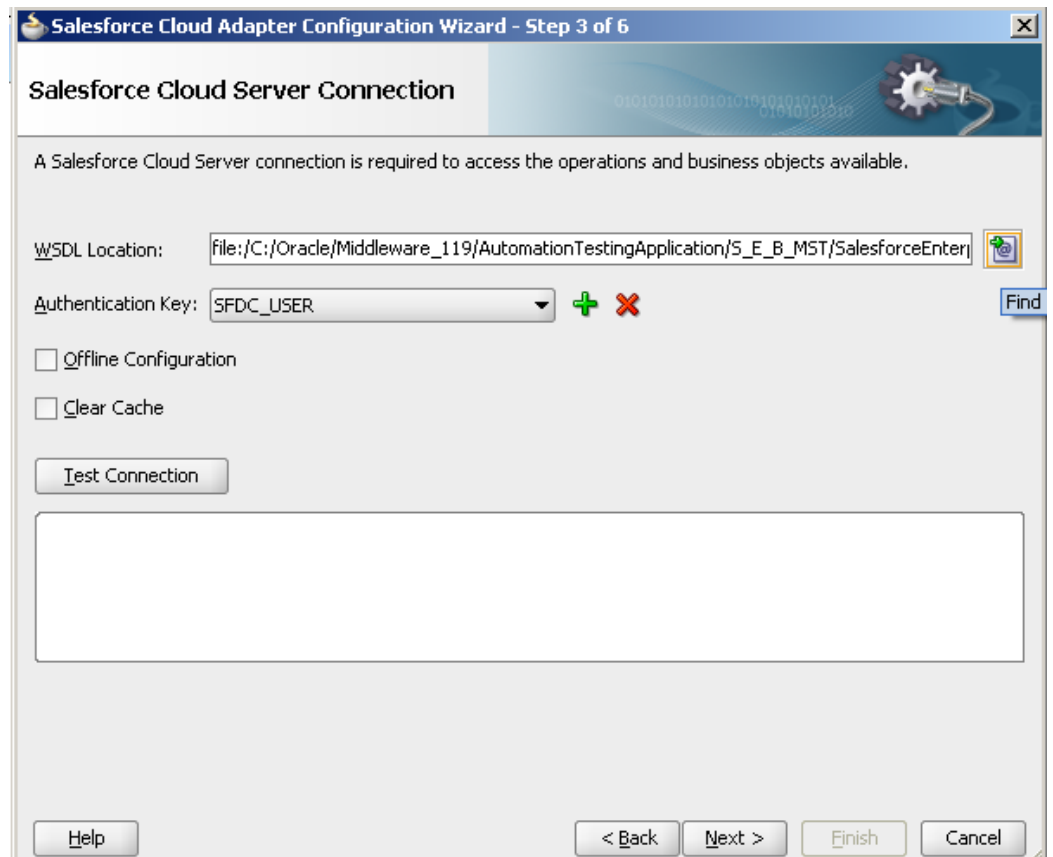 Salesforce Cloud Adapter Configuration Wizard - Step 3 of 6
Salesforce Cloud Server Connection
A Salesforce Cloud Server connection is required to access the operations and business objects available.
WSDL Location: file:/C:/Oracle/Middleware_119/AutomationTestingApplication/S_E_B_MST/SalesforceEnter
Find
Authentication Key: SFDC_USER
Offline Configuration
Clear Cache
Test Connection
Help < Back Next > Finish Cancel